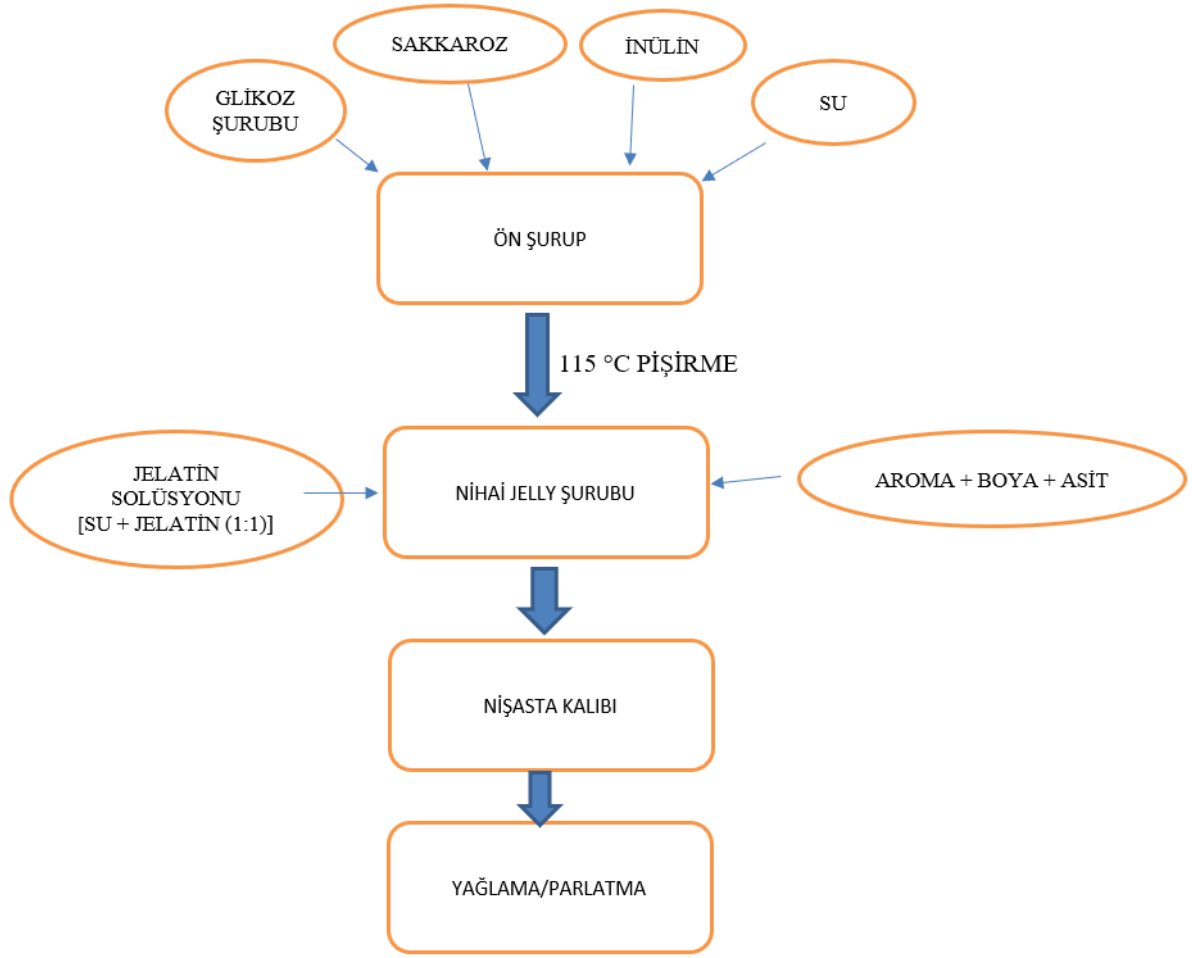 SAKKAROZ
İNÜLİN
GLİKOZ
ŞURUBU
SU
ÖN ŞURUP
115 °C PİŞİRME
JELATİN
SOLÜSYONU
[SU + JELATİN (1:1)]
NİHAİ JELLY ŞURUBU
AROMA + BOYA + ASİT
NİŞASTA KALIBI
YAĞLAMA/PARLATMA